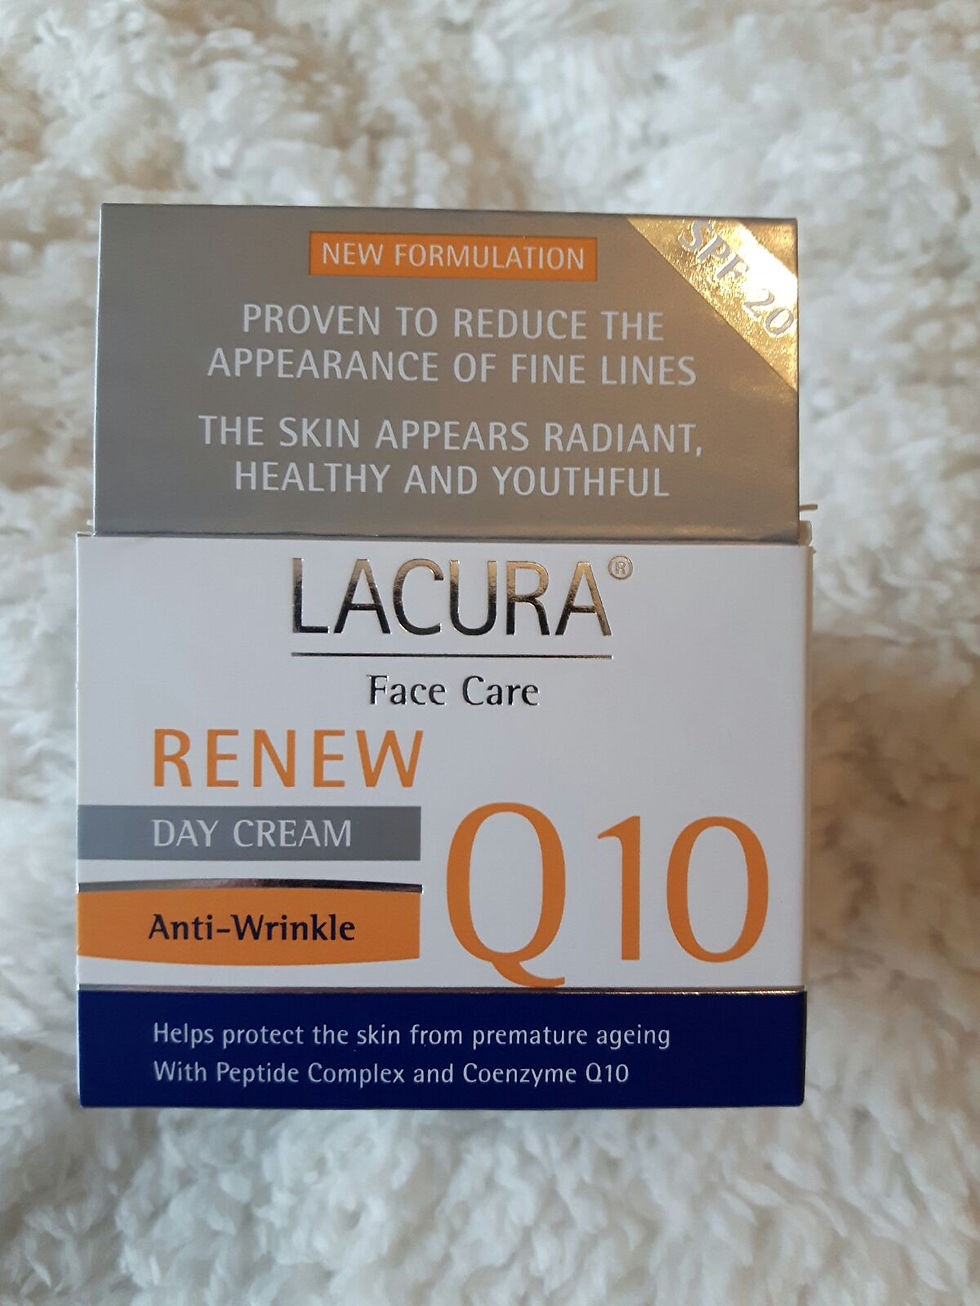 NEW FORMULATION
SPF 20
PROVEN TO REDUCE THE
APPEARANCE OF FINE LINES
THE SKIN APPEARS RADIANT,
HEALTHY AND YOUTHFUL
LACURA®
Face Care
RENEW
DAY CREAM
Q10
Anti-Wrinkle
Helps protect the skin from premature ageing
With Peptide Complex and Coenzyme Q10